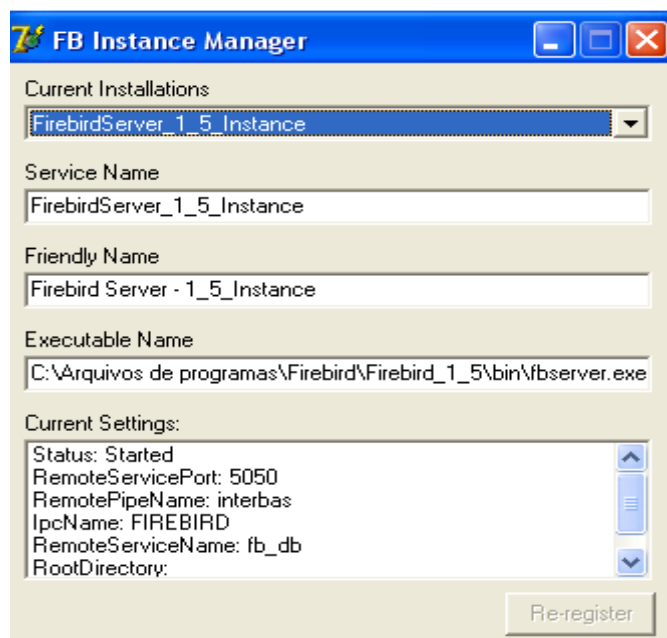 FB Instance Manager
Current Installations
FirebirdServer_1_5_Instance
Service Name
FirebirdServer_1_5_Instance
Friendly Name
Firebird Server - 1_5_Instance
Executable Name
C:\Arquivos de programas\Firebird\Firebird_1_5\bin\fbserver.exe
Current Settings:
Status: Started
RemoteServicePort: 5050
RemotePipeName: interbas
IpcName: FIREBIRD
RemoteServiceName: fb_db
RootDirectory:
Re-register